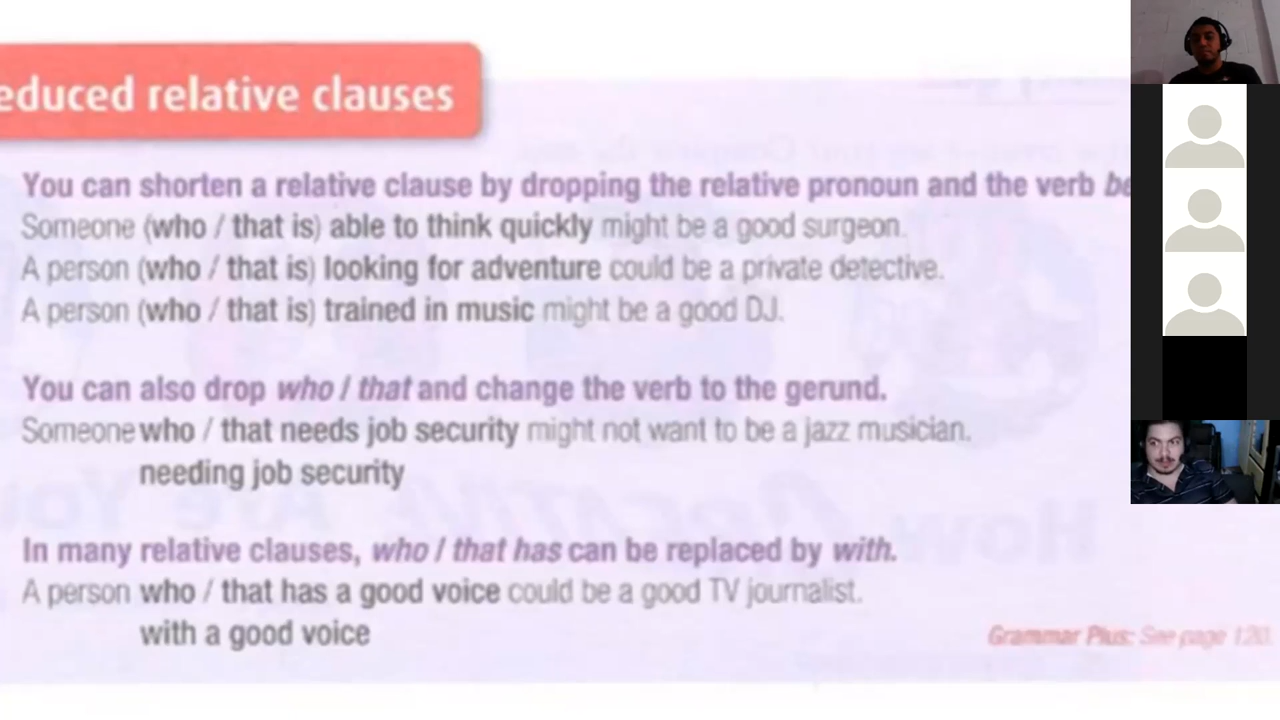 educed relative clauses
You can shorten a relative clause by dropping the relative pronoun and the verb be
Someone (who / that is) able to think quickly might be a good surgeon.
A person (who / that is) looking for adventure could be a private detective.
A person (who / that is) trained in music might be a good DJ.
You can also drop who / that and change the verb to the gerund.
Someone who / that needs job security might not want to be a jazz musician.
needing job security
In many relative clauses, who / that has can be replaced by with.
A person who / that has a good voice could be a good TV journalist.
with a good voice
Grammar Plus: See page 120.